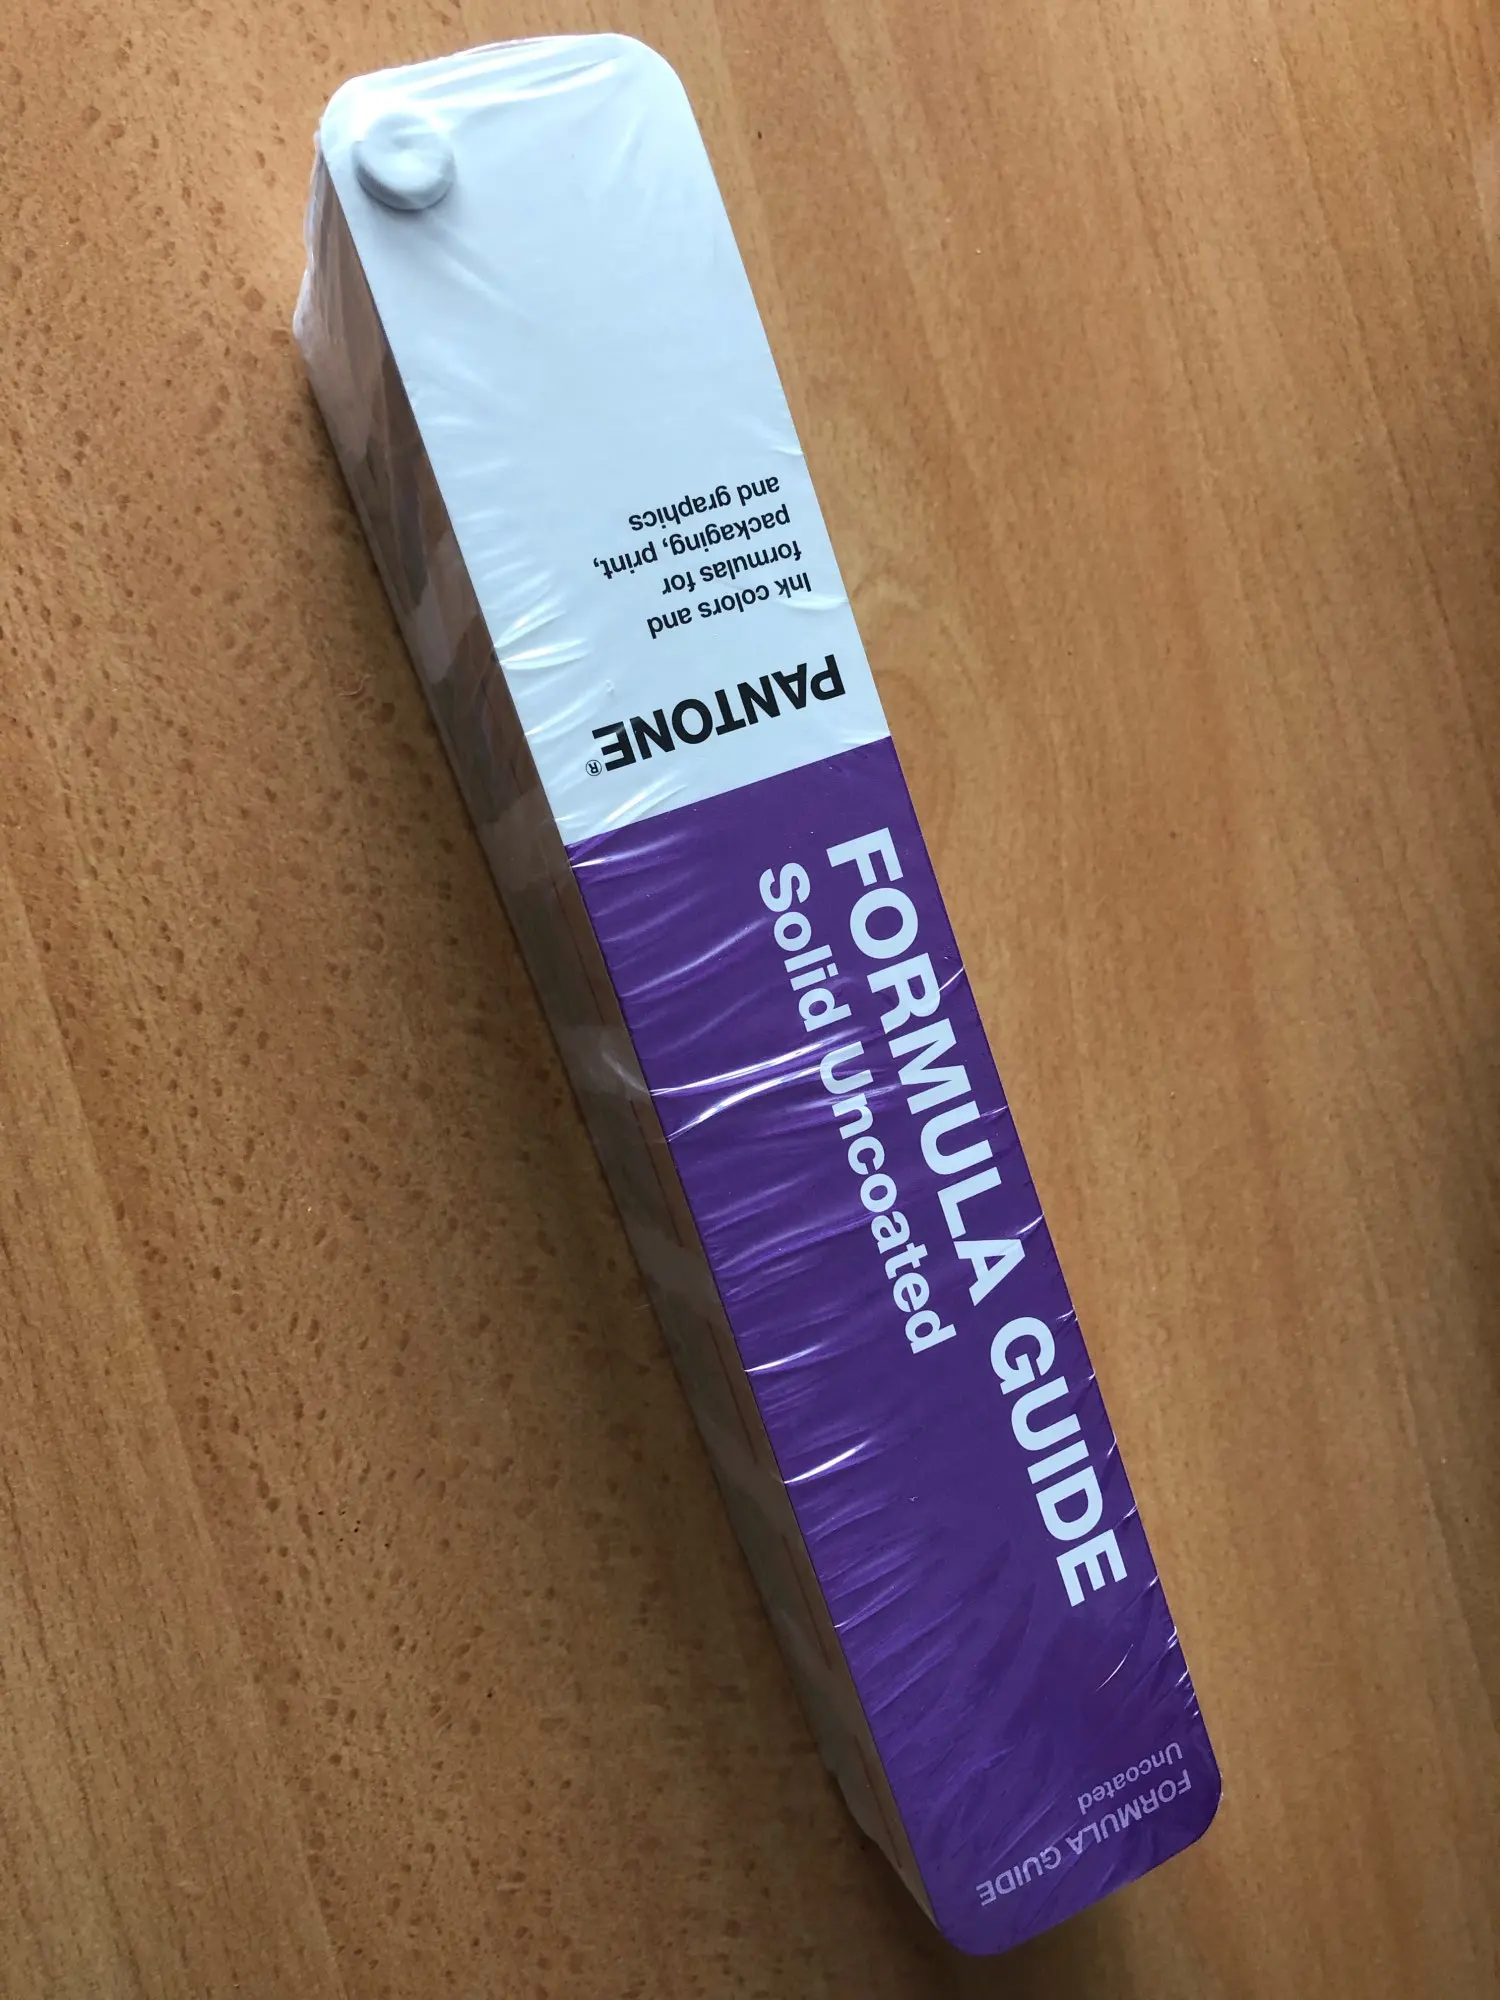 FORMULA GUIDE
Uncoated
FORMULA GUIDE
Solid Uncoated
PANTONE®
Ink colors and
formulas for
packaging, print,
and graphics